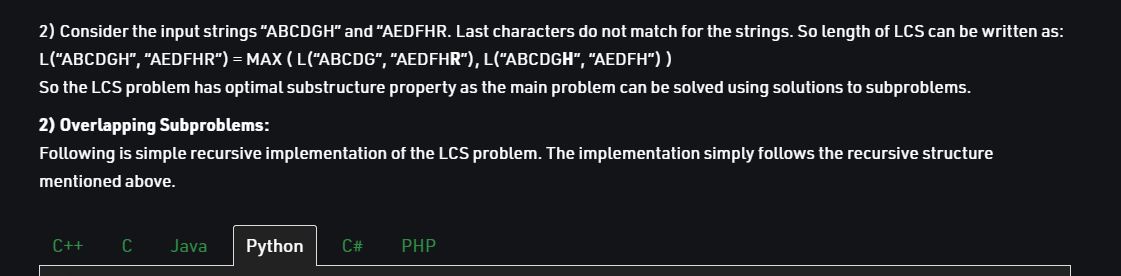 2) Consider the input strings “ABCDGH” and “AEDFHR. Last characters do not match for the strings. So length of LCS can be written as:
L(“ABCDGH”, “AEDFHR”) = MAX ( L(“ABCDG”, “AEDFHR”), L(“ABCDGH”, “AEDFH”) )
So the LCS problem has optimal substructure property as the main problem can be solved using solutions to subproblems.
2) Overlapping Subproblems:
Following is simple recursive implementation of the LCS problem. The implementation simply follows the recursive structure
mentioned above.
C++ C Java Python C# PHP